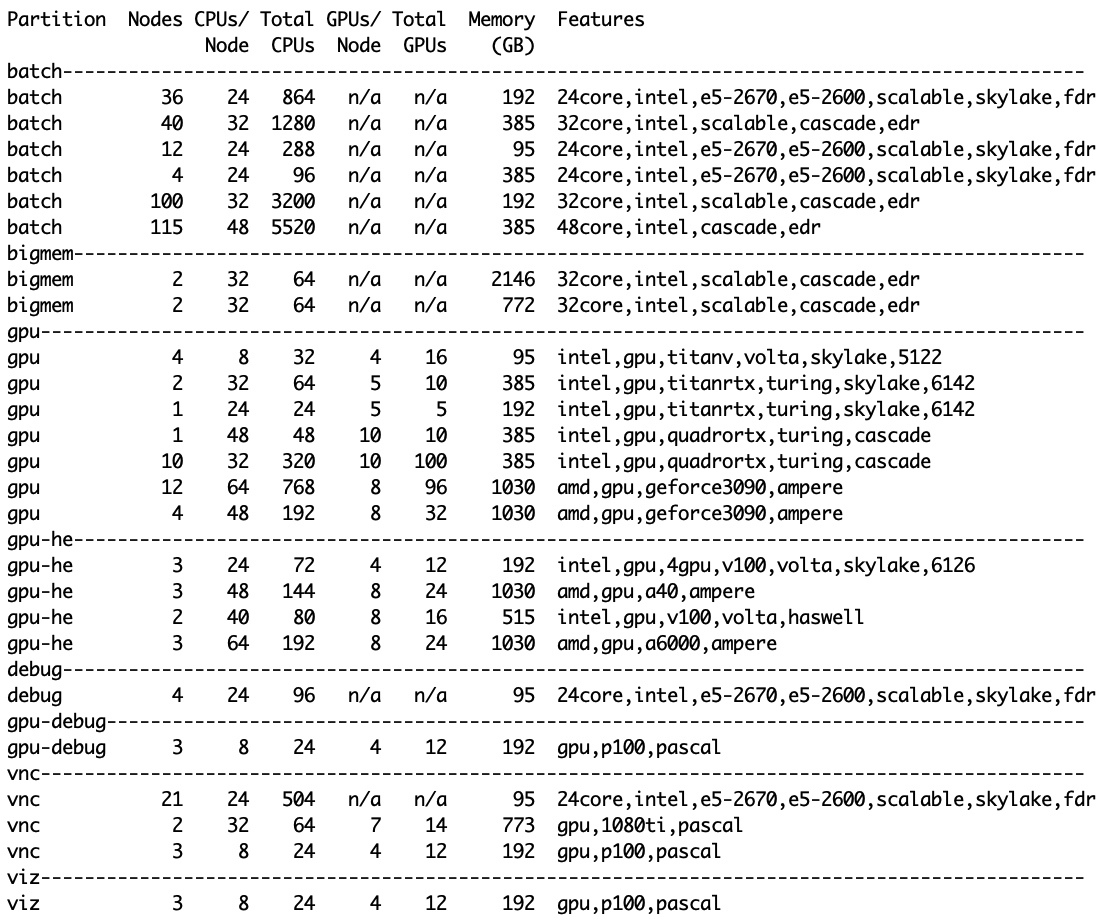 Partition  Nodes CPUs/ Total GPUs/ Total  Memory  Features
                  Node  CPUS  Node  GPUS    (GB)
batch---------------------------------------------------------------------------------------------
batch         36    24   864   n/a   n/a     192  24core,intel,e5-2670,e5-2600,scalable,skylake,fdr
batch         40    32  1280   n/a   n/a     385  32core,intel,scalable,cascade,edr
batch         12    24   288   n/a   n/a      95  24core,intel,e5-2670,e5-2600,scalable,skylake,fdr
batch          4    24    96   n/a   n/a     385  24core,intel,e5-2670,e5-2600,scalable,skylake,fdr
batch        100    32  3200   n/a   n/a     192  32core,intel,scalable,cascade,edr
batch        115    48  5520   n/a   n/a     385  48core,intel,cascade,edr
bigmem--------------------------------------------------------------------------------------------
bigmem         2    32    64   n/a   n/a    2146  32core,intel,scalable,cascade,edr
bigmem         2    32    64   n/a   n/a     772  32core,intel,scalable,cascade,edr
gpu-----------------------------------------------------------------------------------------------
gpu            4     8    32     4    16      95  intel,gpu,titanv,volta,skylake,5122
gpu            2    32    64     5    10     385  intel,gpu,titanrtx,turing,skylake,6142
gpu            1    24    24     5     5     192  intel,gpu,titanrtx,turing,skylake,6142
gpu            1    48    48    10    10     385  intel,gpu,quadrortx,turing,cascade
gpu           10    32   320    10   100     385  intel,gpu,quadrortx,turing,cascade
gpu           12    64   768     8    96    1030  amd,gpu,geforce3090,ampere
gpu            4    48   192     8    32    1030  amd,gpu,geforce3090,ampere
gpu-he--------------------------------------------------------------------------------------------
gpu-he         3    24    72     4    12     192  intel,gpu,4gpu,v100,volta,skylake,6126
gpu-he         3    48   144     8    24    1030  amd,gpu,a40,ampere
gpu-he         2    40    80     8    16     515  intel,gpu,v100,volta,haswell
gpu-he         3    64   192     8    24    1030  amd,gpu,a6000,ampere
debug---------------------------------------------------------------------------------------------
debug          4    24    96   n/a   n/a      95  24core,intel,e5-2670,e5-2600,scalable,skylake,fdr
gpu-debug-----------------------------------------------------------------------------------------
gpu-debug      3     8    24     4    12     192  gpu,p100,pascal
vnc-----------------------------------------------------------------------------------------------
vnc           21    24   504   n/a   n/a      95  24core,intel,e5-2670,e5-2600,scalable,skylake,fdr
vnc            2    32    64     7    14     773  gpu,1080ti,pascal
vnc            3     8    24     4    12     192  gpu,p100,pascal
viz-----------------------------------------------------------------------------------------------
viz            3     8    24     4    12     192  gpu,p100,pascal